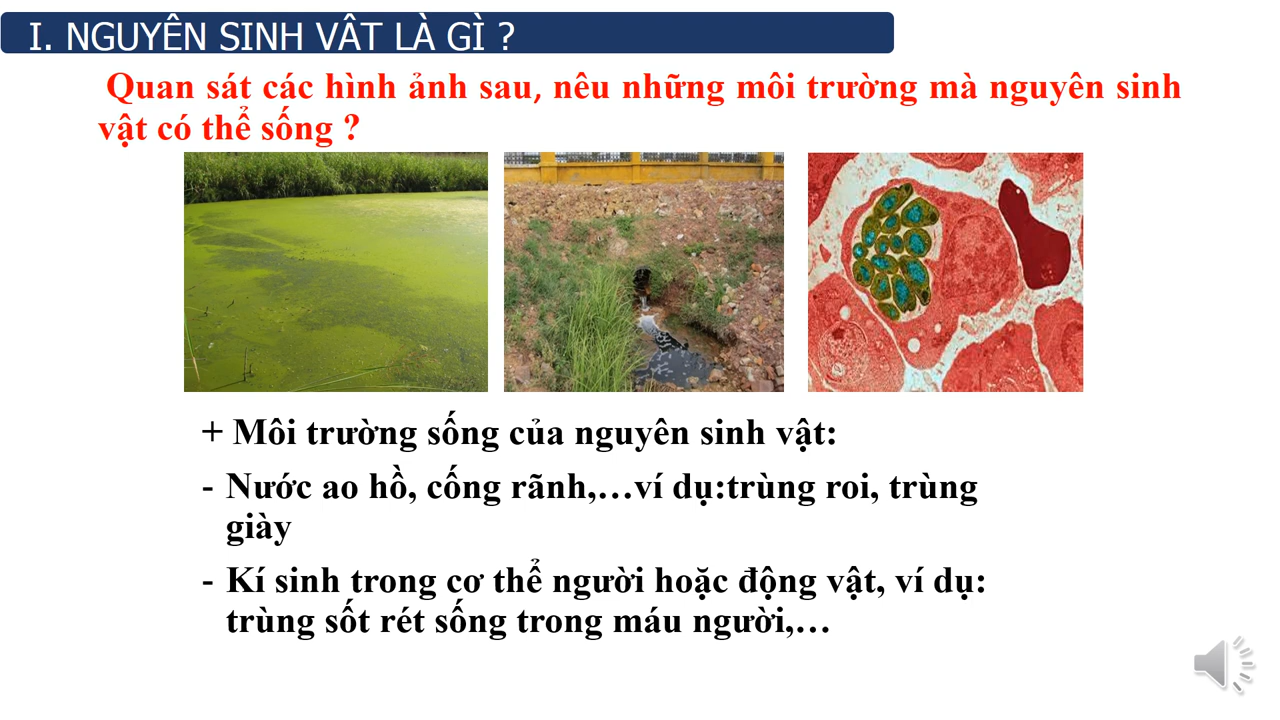 I. NGUYÊN SINH VÂT LÀ GÌ ?
Quan sát các hình ảnh sau, nêu những môi trường mà nguyên sinh
vật có thể sống ?
+ Môi trường sống của nguyên sinh vật:
- Nước ao hồ, cống rãnh,…ví dụ:trùng roi, trùng
giày
- Kí sinh trong cơ thể người hoặc động vật, ví dụ:
trùng sốt rét sống trong máu người,…